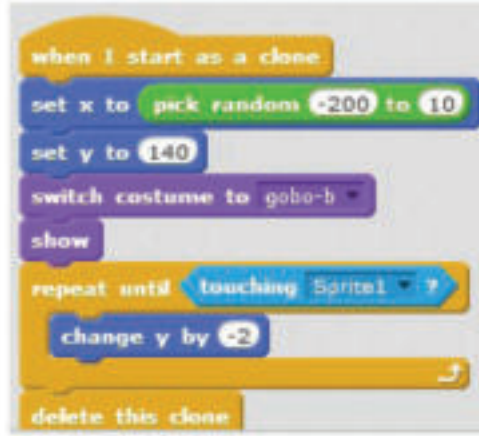 when I start as a clone
set x to pick random -200 to 10
set y to 140
switch costume to gobo-b
show
repeat until touching Sprite1 ?
change y by -2
delete this clone